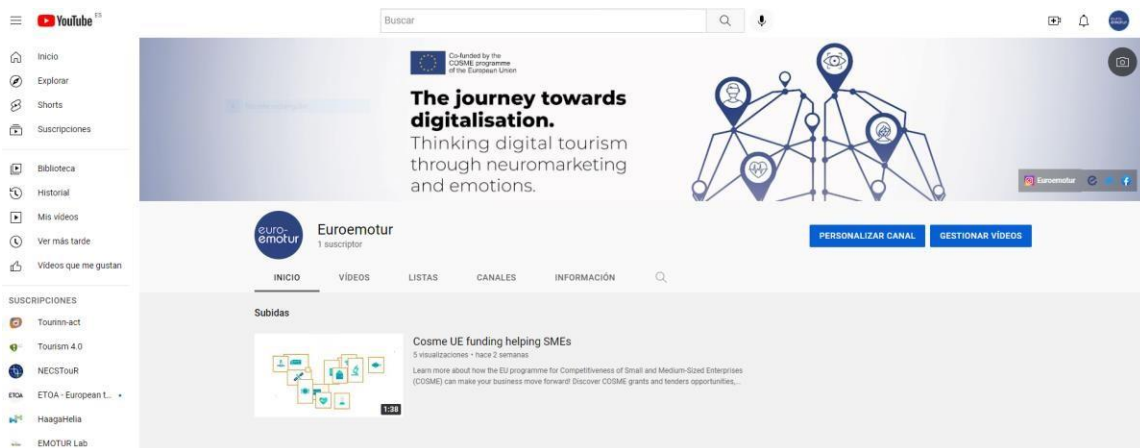 YouTube ES
Buscar
Inicio
Explorar
Shorts
Suscripciones
Biblioteca
Historial
Mis vídeos
Ver más tarde
Vídeos que me gustan
SUSCRIPCIONES
Tourinn-act
Tourism 4.0
NECSTouR
ETOA
ETOA - European t...
HaagaHelia
EMOTUR Lab
Co-funded by the
COSME programme
of the European Union
The journey towards
digitalisation.
Thinking digital tourism
through neuromarketing
and emotions.
Euroemotur
euro-
emotur
Euroemotur
1 suscriptor
PERSONALIZAR CANAL
GESTIONAR VÍDEOS
INICIO
VÍDEOS
LISTAS
CANALES
INFORMACIÓN
Subidas
1:38
Cosme UE funding helping SMEs
5 visualizaciones • hace 2 semanas
Learn more about how the EU programme for Competitiveness of Small and Medium-Sized Enterprises
(COSME) can make your business move forward! Discover COSME grants and tenders opportunities,...